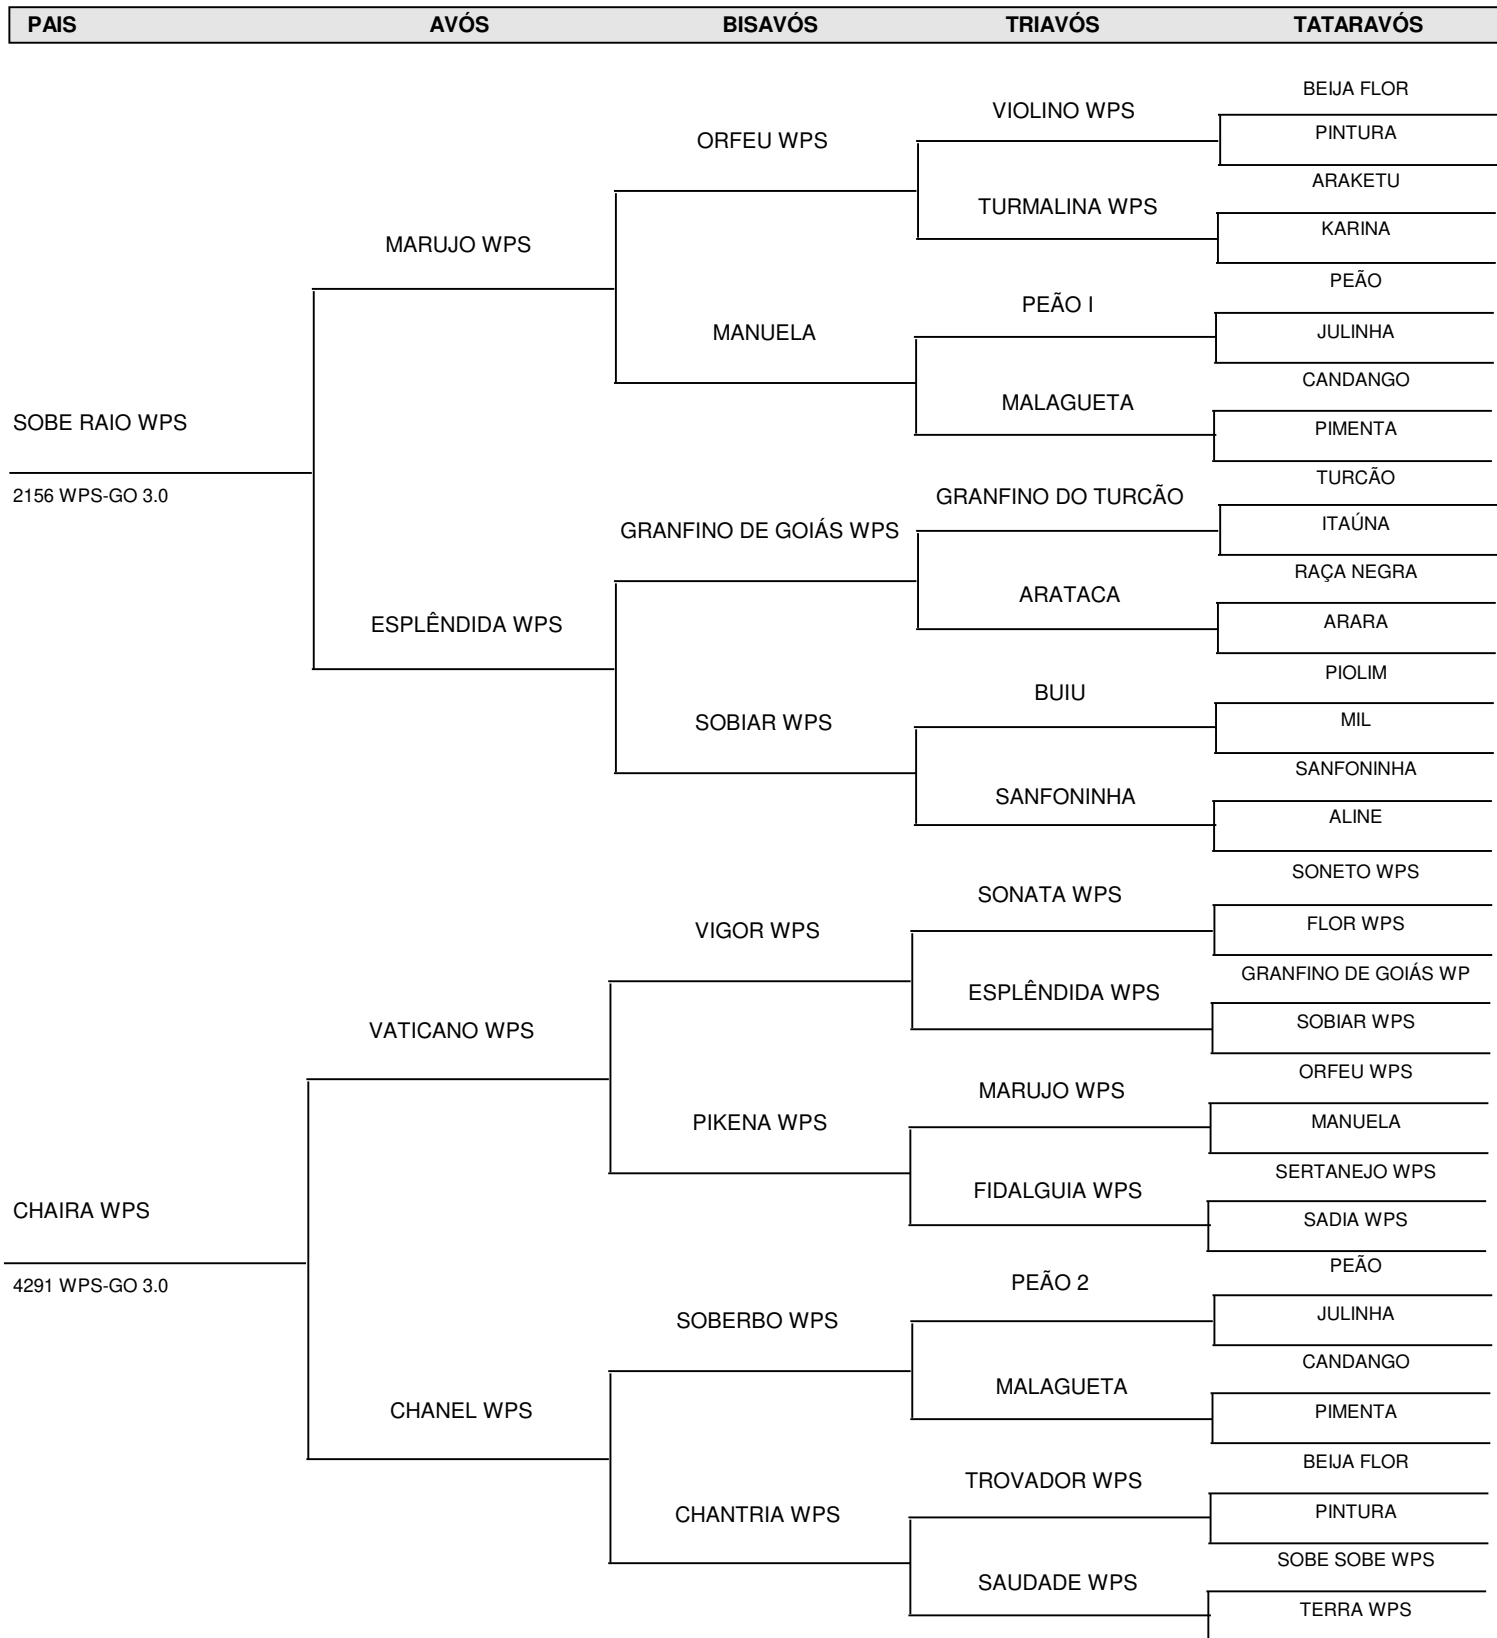 PAIS AVÓS BISAVÓS TRIAVÓS TATARAVÓS
BEIJA FLOR
VIOLINO WPS
PINTURA
ORFEU WPS
ARAKETU
TURMALINA WPS
KARINA
MARUJO WPS
PEÃO
PEÃO I
JULINHA
MANUELA
CANDANGO
MALAGUETA
SOBE RAIO WPS
PIMENTA
TURCÃO
2156 WPS-GO 3.0
GRANFINO DO TURCÃO
ITAÚNA
GRANFINO DE GOIÁS WPS
RAÇA NEGRA
ARATACA
ARARA
ESPLÊNDIDA WPS
PIOLIM
BUIU
MIL
SOBIAR WPS
SANFONINHA
SANFONINHA
ALINE
SONETO WPS
SONATA WPS
FLOR WPS
VIGOR WPS
GRANFINO DE GOIÁS WP
ESPLÊNDIDA WPS
SOBIAR WPS
VATICANO WPS
ORFEU WPS
MARUJO WPS
MANUELA
PIKENA WPS
SERTANEJO WPS
FIDALGUIA WPS
CHAIRA WPS
SADIA WPS
PEÃO
4291 WPS-GO 3.0
PEÃO 2
JULINHA
SOBERBO WPS
CANDANGO
MALAGUETA
CHANEL WPS
PIMENTA
BEIJA FLOR
TROVADOR WPS
PINTURA
CHANTRIA WPS
SOBE SOBE WPS
SAUDADE WPS
TERRA WPS